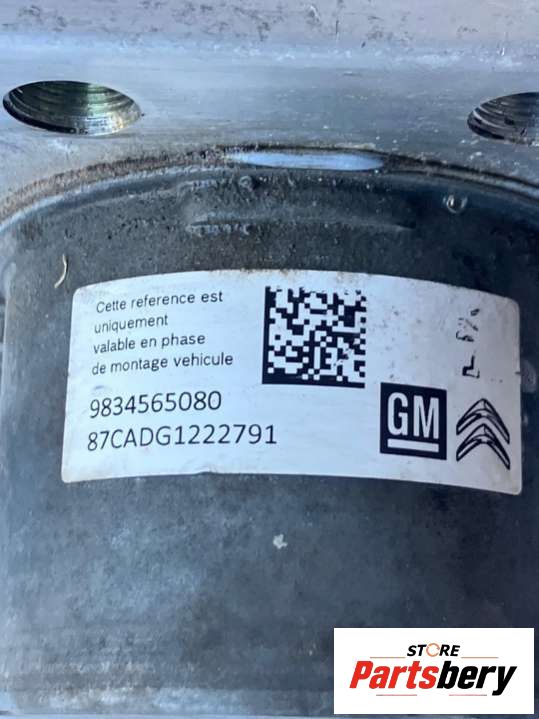 Cette reference est
uniquement
valable en phase
de montage vehicule
9834565080
87CADG1222791
GM
STORE
Partsbery